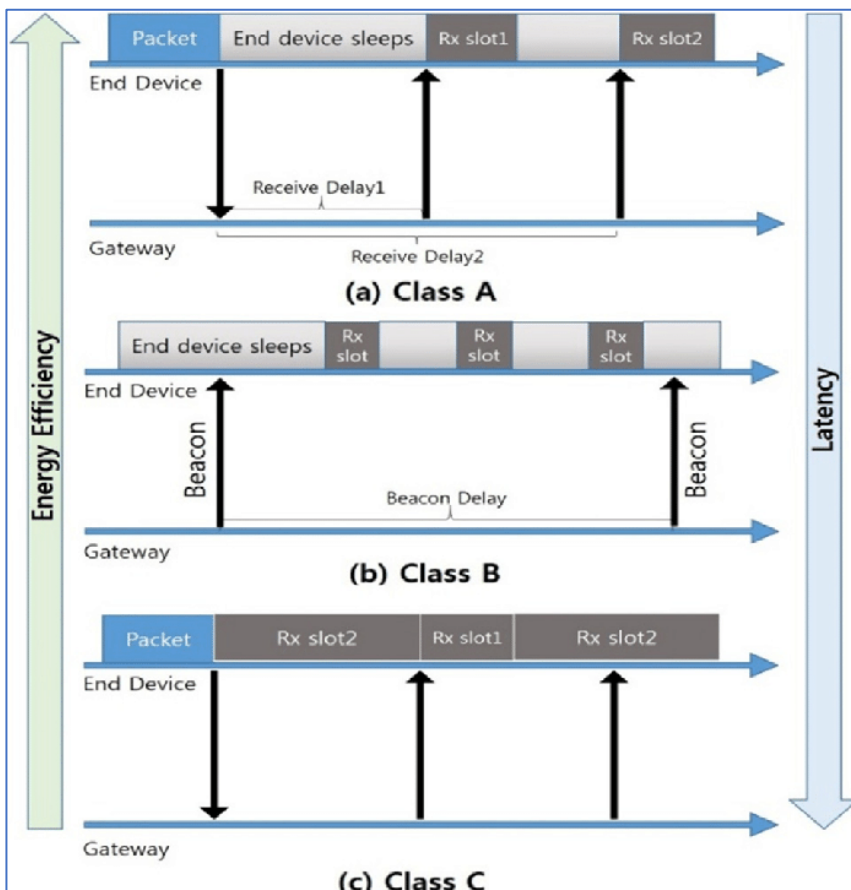 Packet End device sleeps Rx slot1 Rx slot2
End Device
Receive Delay1
Gateway
Receive Delay2
(a) Class A
End device sleeps Rx slot Rx slot Rx slot
End Device
Beacon Beacon
Beacon Delay
Gateway
(b) Class B
Packet Rx slot2 Rx slot1 Rx slot2
End Device
Gateway
(c) Class C
Energy Efficiency
Latency